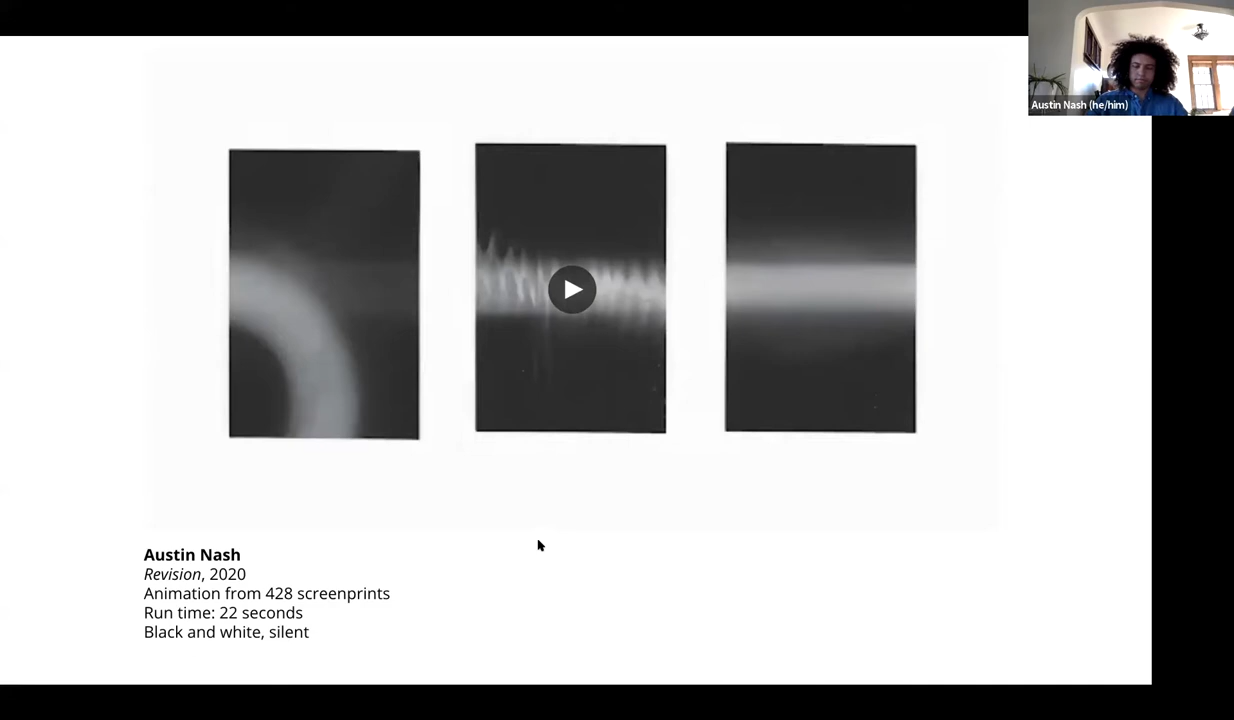 Austin Nash (he/him)
Austin Nash
Revision, 2020
Animation from 428 screenprints
Run time: 22 seconds
Black and white, silent